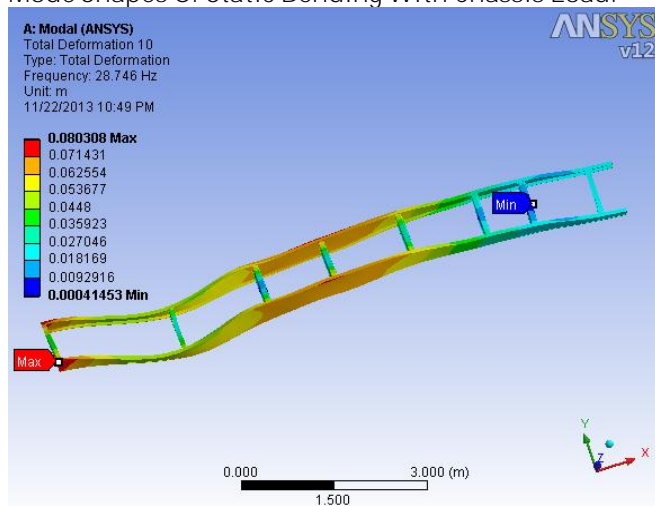 Mode Shapes Of Static Bending With Chassis Load:
A: Modal (ANSYS)
Total Deformation 10
Type: Total Deformation
Frequency: 28.746 Hz
Unit: m
11/22/2013 10:49 PM
ANSYS
v12
0.080308 Max
0.071431
0.062554
0.053677
0.0448
0.035923
0.027046
0.018169
0.0092916
0.00041453 Min
Min
Max
Y
X
Z
0.000
3.000 (m)
1.500